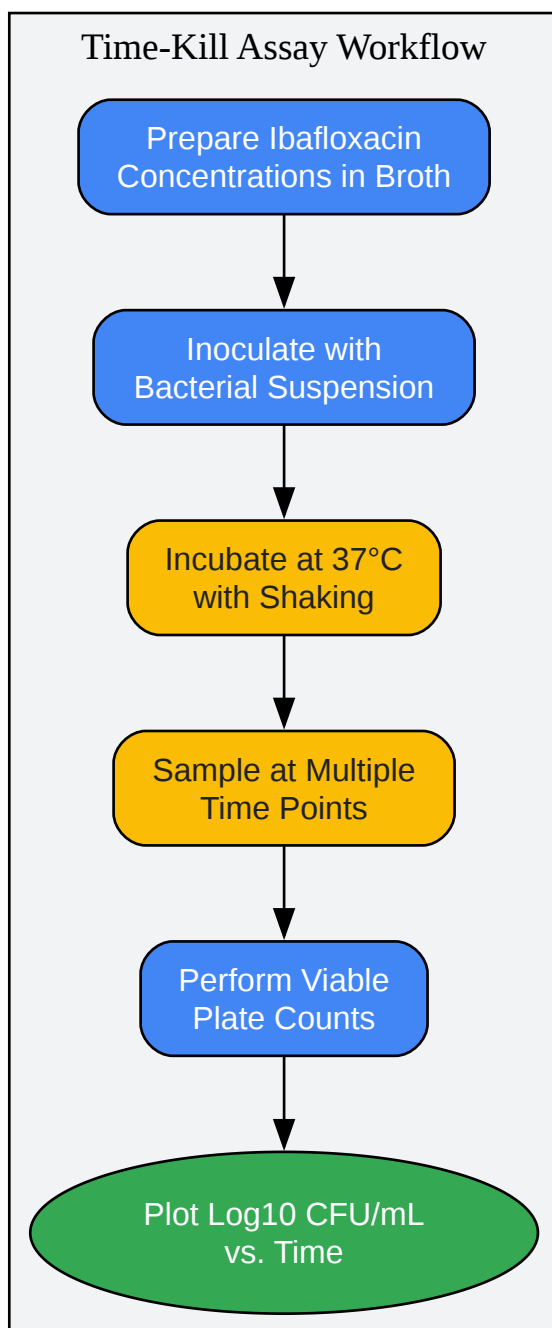 Time-Kill Assay Workflow
Prepare Ibafloxacin
Concentrations in Broth
Inoculate with
Bacterial Suspension
Incubate at 37°C
with Shaking
Sample at Multiple
Time Points
Perform Viable
Plate Counts
Plot Log10 CFU/mL
vs. Time